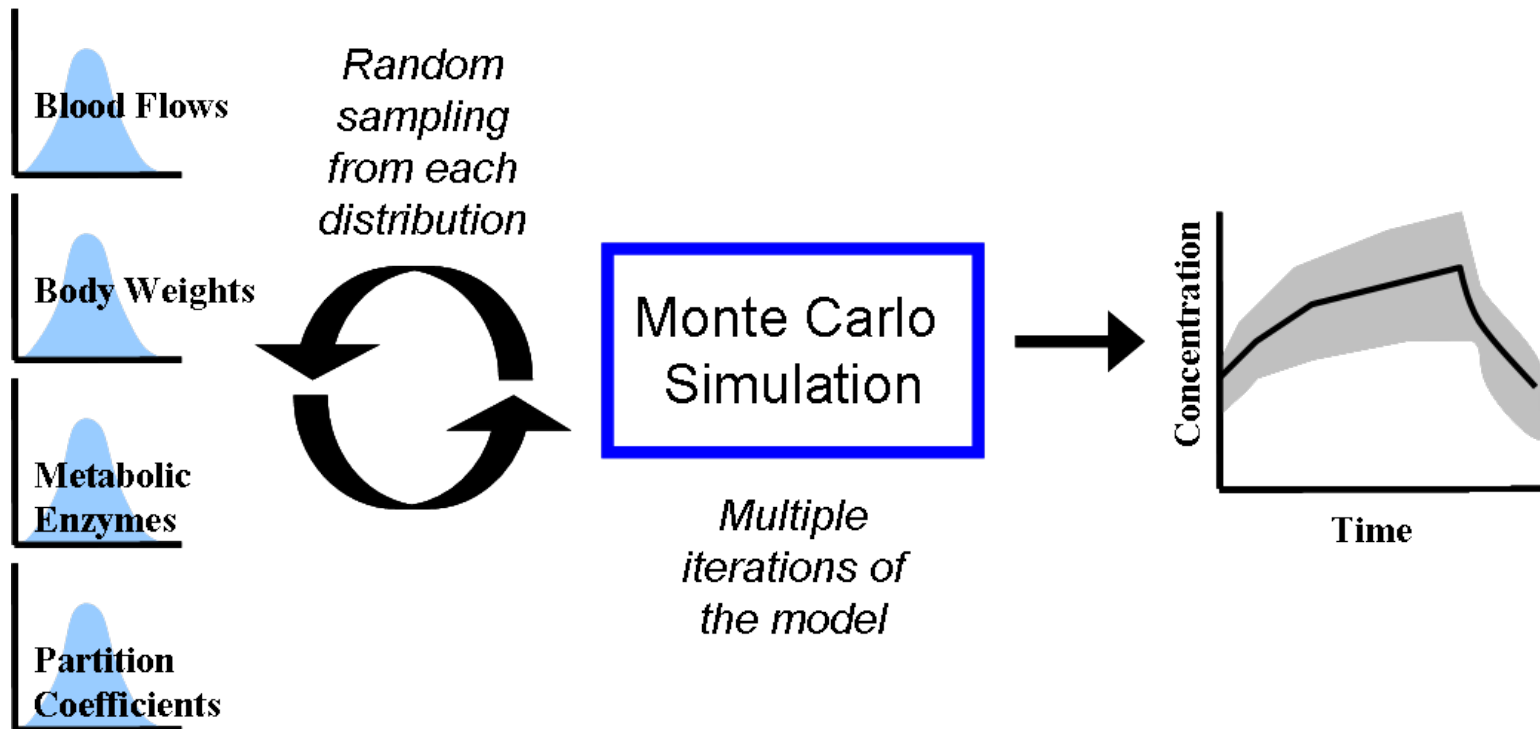 Blood Flows
Body Weights
Metabolic
Enzymes
Partition
Coefficients
Random
sampling
from each
distribution
Monte Carlo
Simulation
Multiple
iterations of
the model
Concentration
Time